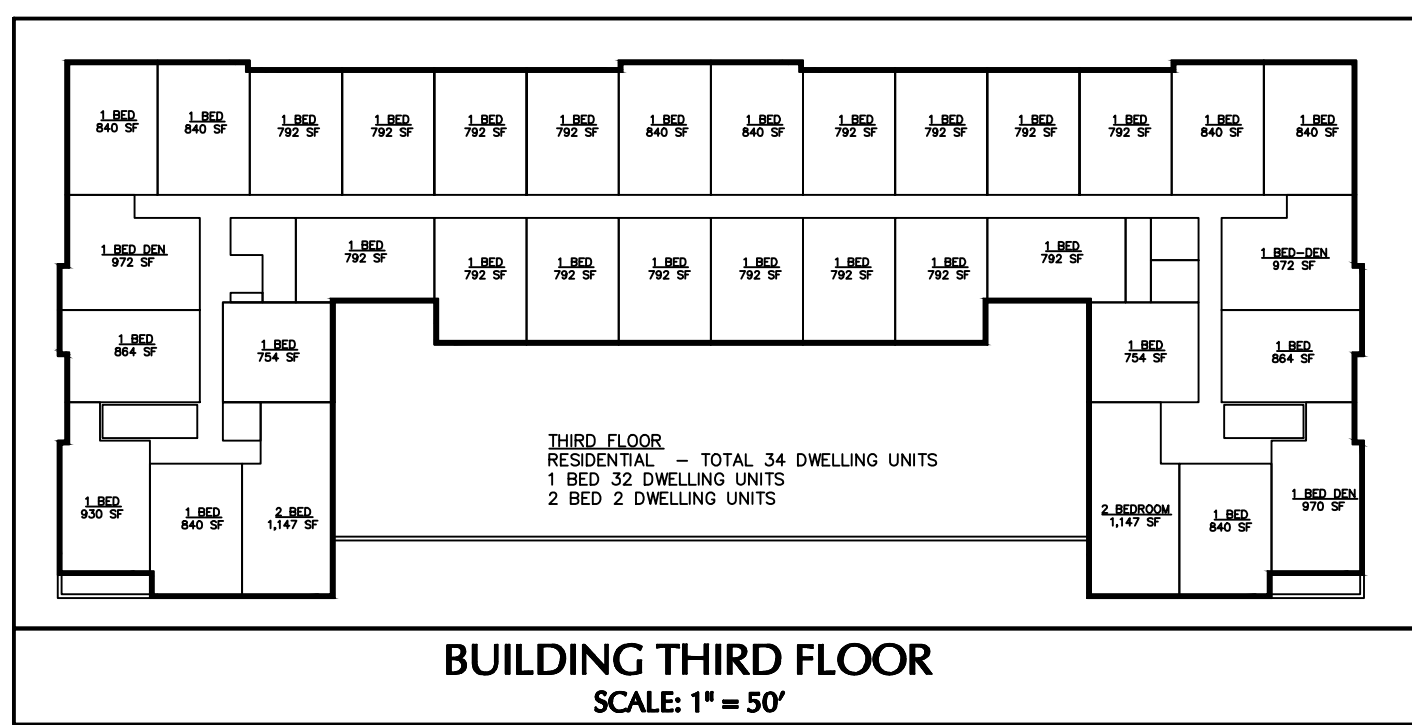 1 BED
840 SF
1 BED
840 SF
1 BED
792 SF
1 BED
792 SF
1 BED
792 SF
1 BED
792 SF
1 BED
840 SF
1 BED
840 SF
1 BED
792 SF
1 BED
792 SF
1 BED
792 SF
1 BED
792 SF
1 BED
840 SF
1 BED
840 SF
1 BED DEN
972 SF
1 BED
792 SF
1 BED
792 SF
1 BED
792 SF
1 BED
792 SF
1 BED
792 SF
1 BED
792 SF
1 BED
792 SF
1 BED
792 SF
1 BED-DEN
972 SF
1 BED
864 SF
1 BED
754 SF
1 BED
754 SF
1 BED
864 SF
THIRD FLOOR
RESIDENTIAL – TOTAL 34 DWELLING UNITS
1 BED 32 DWELLING UNITS
2 BED 2 DWELLING UNITS
1 BED
930 SF
1 BED
840 SF
2 BED
1,147 SF
2 BEDROOM
1,147 SF
1 BED
840 SF
1 BED DEN
970 SF
BUILDING THIRD FLOOR
SCALE: 1" = 50'